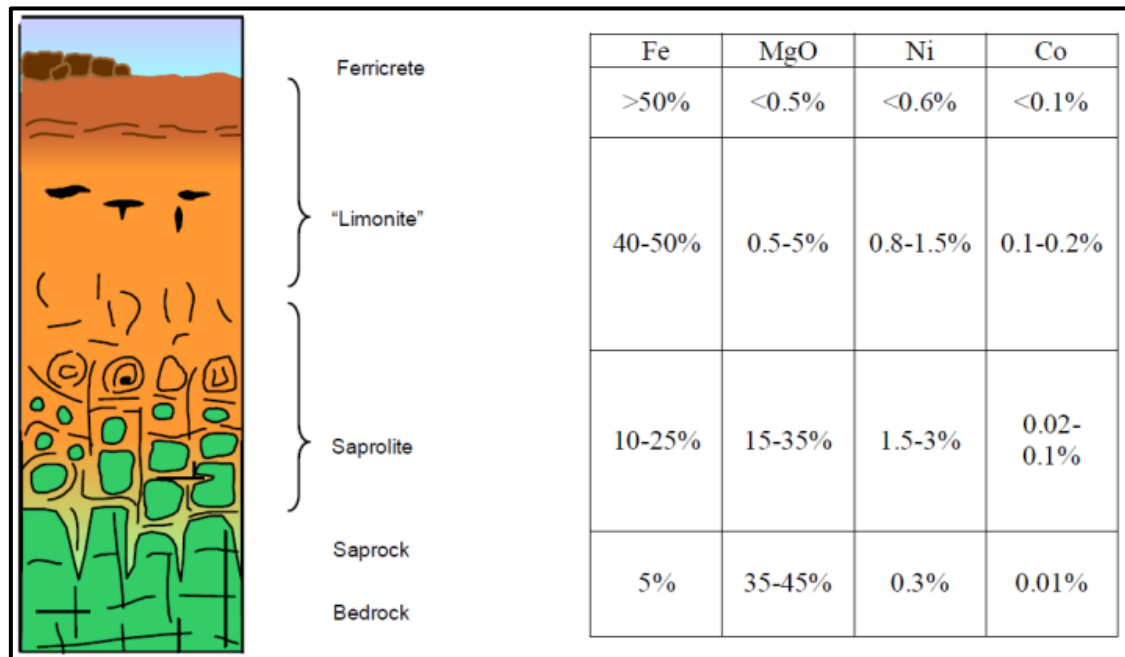 Ferricrete
“Limonite”
Saprolite
Saprock
Bedrock
Fe MgO Ni Co
>50% <0.5% <0.6% <0.1%
40-50% 0.5-5% 0.8-1.5% 0.1-0.2%
10-25% 15-35% 1.5-3% 0.02-
0.1%
5% 35-45% 0.3% 0.01%